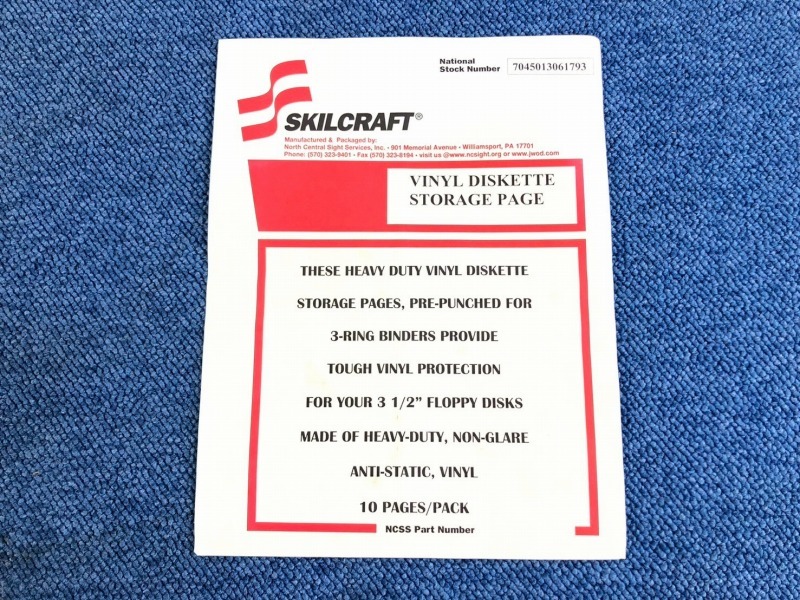 National
Stock Number 7045013061793
SKILCRAFT®
Manufactured & Packaged by:
North Central Sight Services, Inc. • 901 Memorial Avenue • Williamsport, PA 17701
Phone: (570) 323-9401 • Fax (570) 323-8194 • visit us @www.ncsight.org or www.jwod.com
VINYL DISKETTE
STORAGE PAGE
THESE HEAVY DUTY VINYL DISKETTE
STORAGE PAGES, PRE-PUNCHED FOR
3-RING BINDERS PROVIDE
TOUGH VINYL PROTECTION
FOR YOUR 3 1/2” FLOPPY DISKS
MADE OF HEAVY-DUTY, NON-GLARE
ANTI-STATIC, VINYL
10 PAGES/PACK
NCSS Part Number